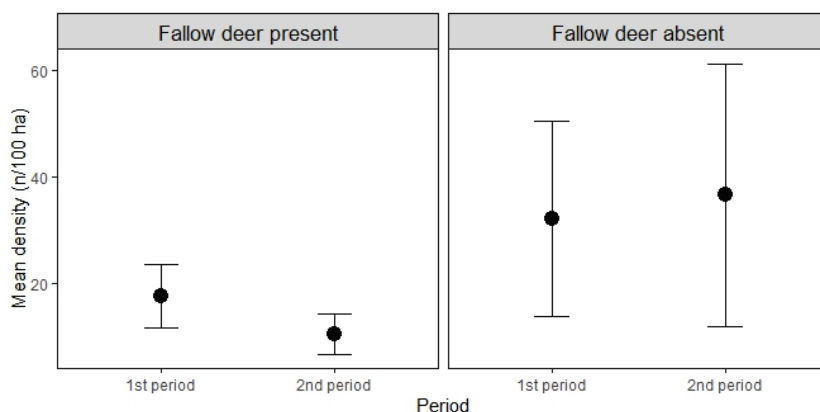 Fallow deer present
Fallow deer absent
Mean density (n/100 ha)
60
40
20
1st period
2nd period
1st period
2nd period
Period